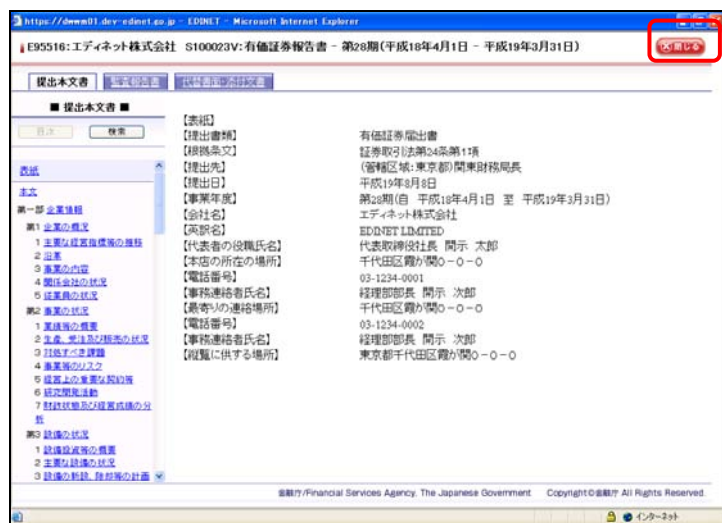 https://dwwm01.dev-edinet.go.jp - EDINET - Microsoft Internet Explorer
E95516:エディネット株式会社 S100023V:有価証券報告書 - 第28期(平成18年4月1日 - 平成19年3月31日)
閉じる
提出本文書 監査報告書 代替書面・添付文書
■ 提出本文書 ■
目次 検索
表紙
主文
第一部 企業情報
第1 企業の概況
1 主要な経営指標等の推移
2 沿革
3 事業の内容
4 関係会社の状況
5 従業員の状況
第2 事業の状況
1 業績等の概要
2 生産、受注及び販売の状況
3 対処すべき課題
4 事業等のリスク
5 経営上の重要な契約等
6 研究開発活動
7 財政状態及び経営成績の分析
第3 設備の状況
1 設備投資等の概要
2 主要な設備の状況
3 設備の新設、除却等の計画
【表紙】
【提出書類】 有価証券届出書
【根拠条文】 証券取引法第24条第1項
【提出先】 (管轄区域:東京都)関東財務局長
【提出日】 平成19年8月8日
【事業年度】 第28期(自 平成18年4月1日 至 平成19年3月31日)
【会社名】 エディネット株式会社
【英訳名】 EDINET LIMITED
【代表者の役職氏名】 代表取締役社長 開示 太郎
【本店の所在の場所】 千代田区霞が関0-0-0
【電話番号】 03-1234-0001
【事務連絡者氏名】 経理部部長 開示 次郎
【最寄りの連絡場所】 千代田区霞が関0-0-0
【電話番号】 03-1234-0002
【事務連絡者氏名】 経理部部長 開示 次郎
【縦覧に供する場所】 東京都千代田区霞が関0-0-0
金融庁/Financial Services Agency, The Japanese Government Copyright©金融庁 All Rights Reserved.
インターネット